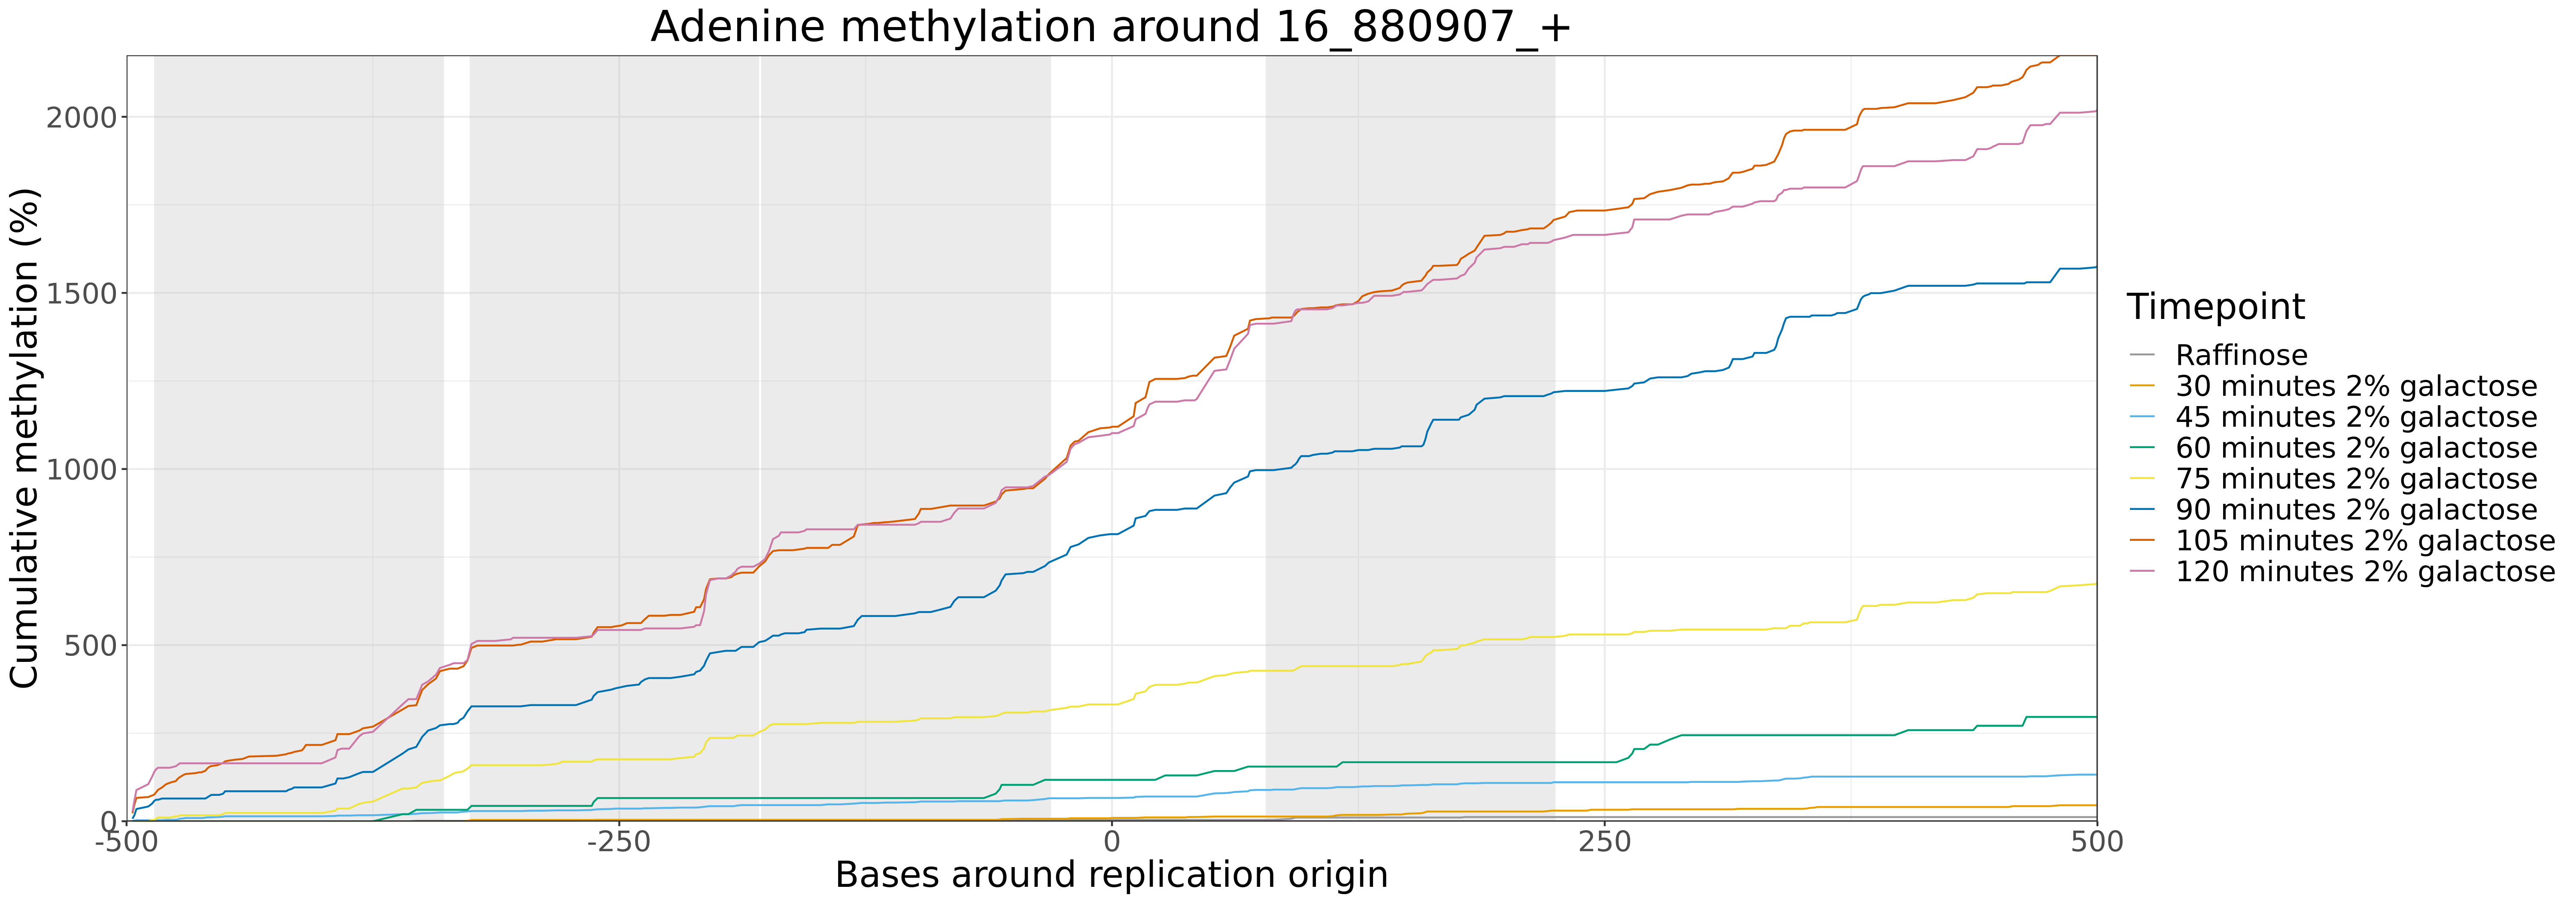 Adenine methylation around 16_880907_+
Cumulative methylation (%)
2000
1500
1000
500
0
-500
-250
0
250
500
Bases around replication origin
Timepoint
Raffinose
30 minutes 2% galactose
45 minutes 2% galactose
60 minutes 2% galactose
75 minutes 2% galactose
90 minutes 2% galactose
105 minutes 2% galactose
120 minutes 2% galactose